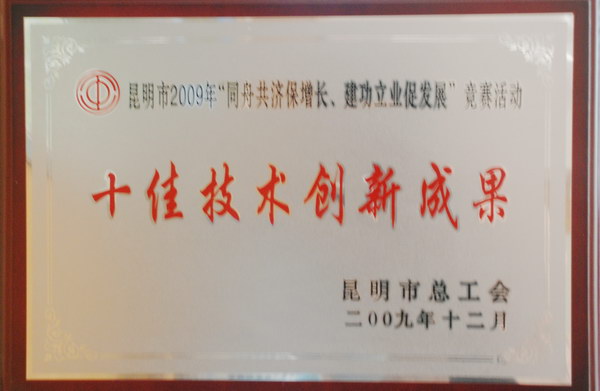 昆明市2009年“同舟共济保增长、建功立业促发展”竞赛活动
十佳技术创新成果
昆明市总工会
二00九年十二月